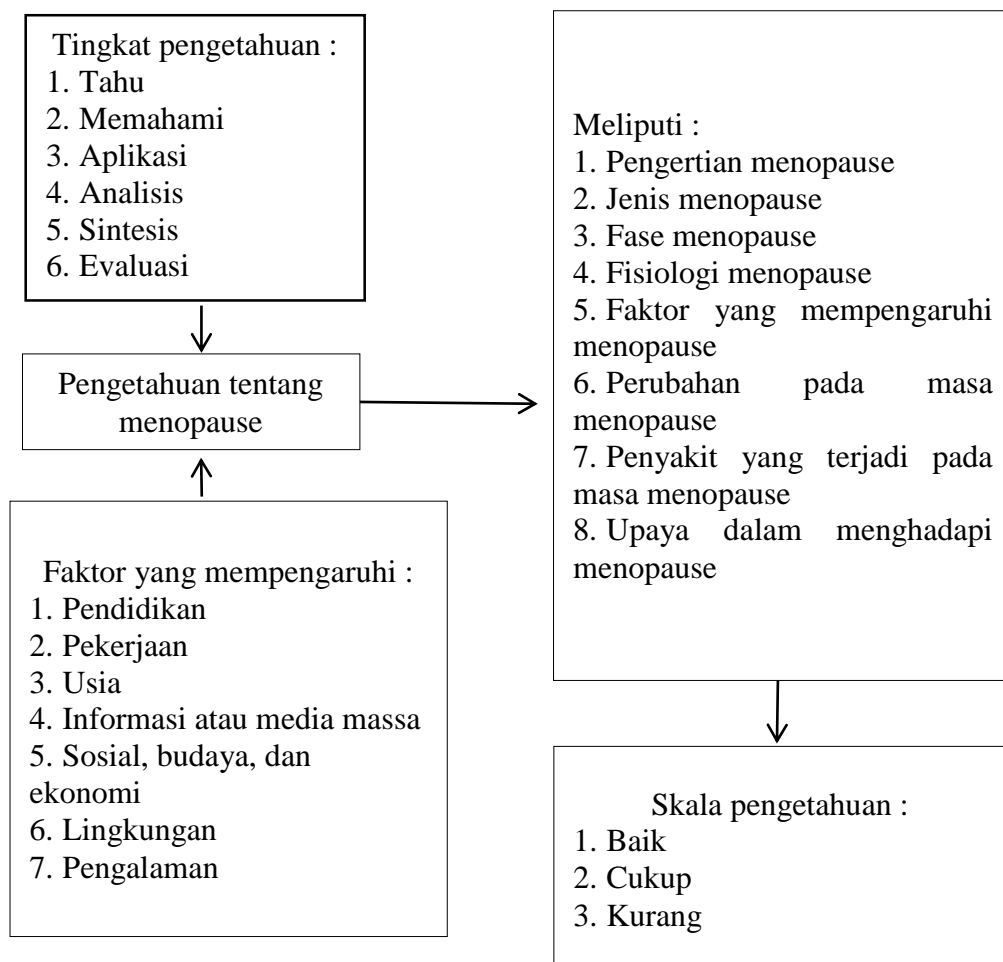 Tingkat pengetahuan :
1. Tahu
2. Memahami
3. Aplikasi
4. Analisis
5. Sintesis
6. Evaluasi
Pengetahuan tentang
menopause
Faktor yang mempengaruhi :
1. Pendidikan
2. Pekerjaan
3. Usia
4. Informasi atau media massa
5. Sosial, budaya, dan
ekonomi
6. Lingkungan
7. Pengalaman
Meliputi :
1. Pengertian menopause
2. Jenis menopause
3. Fase menopause
4. Fisiologi menopause
5. Faktor yang mempengaruhi
menopause
6. Perubahan pada masa
menopause
7. Penyakit yang terjadi pada
masa menopause
8. Upaya dalam menghadapi
menopause
Skala pengetahuan :
1. Baik
2. Cukup
3. Kurang